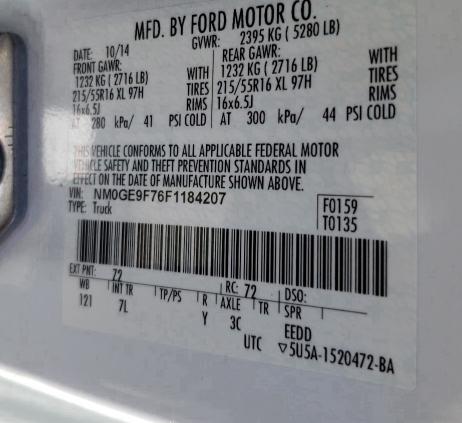 MFD. BY FORD MOTOR CO.
DATE: 10/14 GVWR: 2395 KG ( 5280 LB)
FRONT GAWR: REAR GAWR:
1232 KG ( 2716 LB) WITH 1232 KG ( 2716 LB) WITH
215/55R16 XL 97H TIRES 215/55R16 XL 97H TIRES
16x6.5J RIMS 16x6.5J RIMS
AT 280 kPa/ 41 PSI COLD AT 300 kPa/ 44 PSI COLD
THIS VEHICLE CONFORMS TO ALL APPLICABLE FEDERAL MOTOR
VEHICLE SAFETY AND THEFT PREVENTION STANDARDS IN
EFFECT ON THE DATE OF MANUFACTURE SHOWN ABOVE.
VIN: NM0GE9F76F1184207 F0159
TYPE: Truck T0135
EXT PNT: 72 RC: 72 DSO:
WB INT TR TP/PS R AXLE TR SPR
121 7L Y 3C EEDD
UTC ▽5U5A-1520472-BA